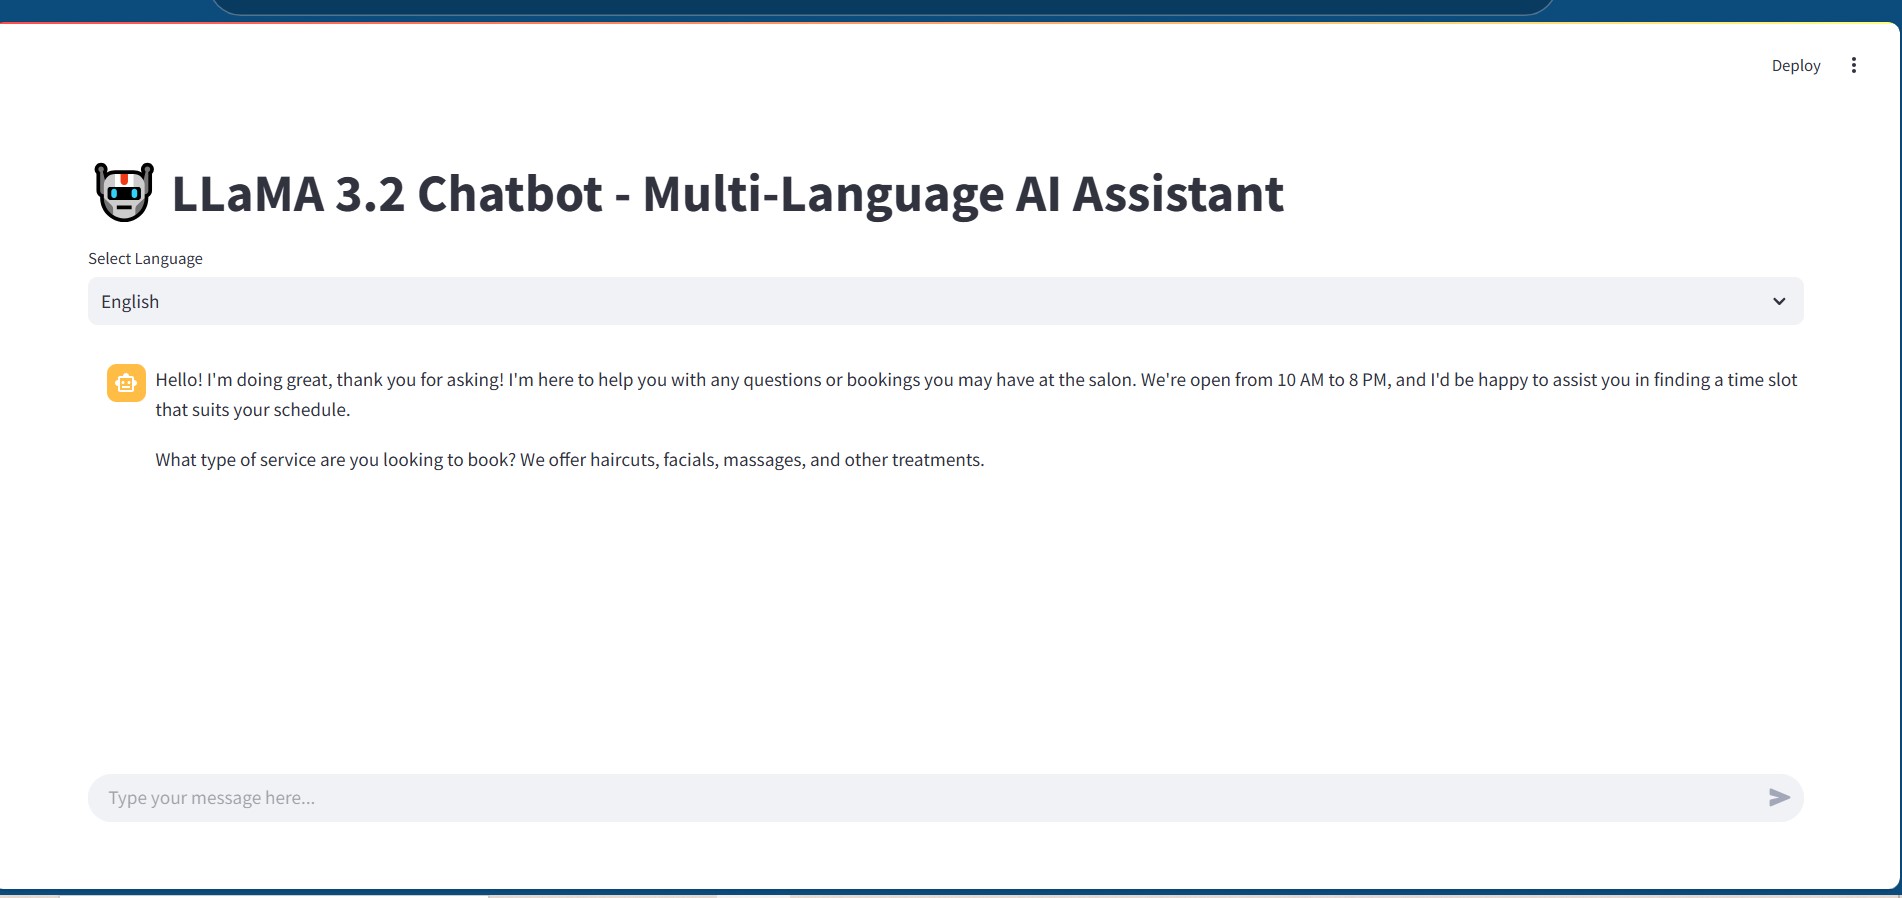 Deploy
LLaMA 3.2 Chatbot - Multi-Language AI Assistant
Select Language
English
Hello! I'm doing great, thank you for asking! I'm here to help you with any questions or bookings you may have at the salon. We're open from 10 AM to 8 PM, and I'd be happy to assist you in finding a time slot
that suits your schedule.
What type of service are you looking to book? We offer haircuts, facials, massages, and other treatments.
Type your message here...